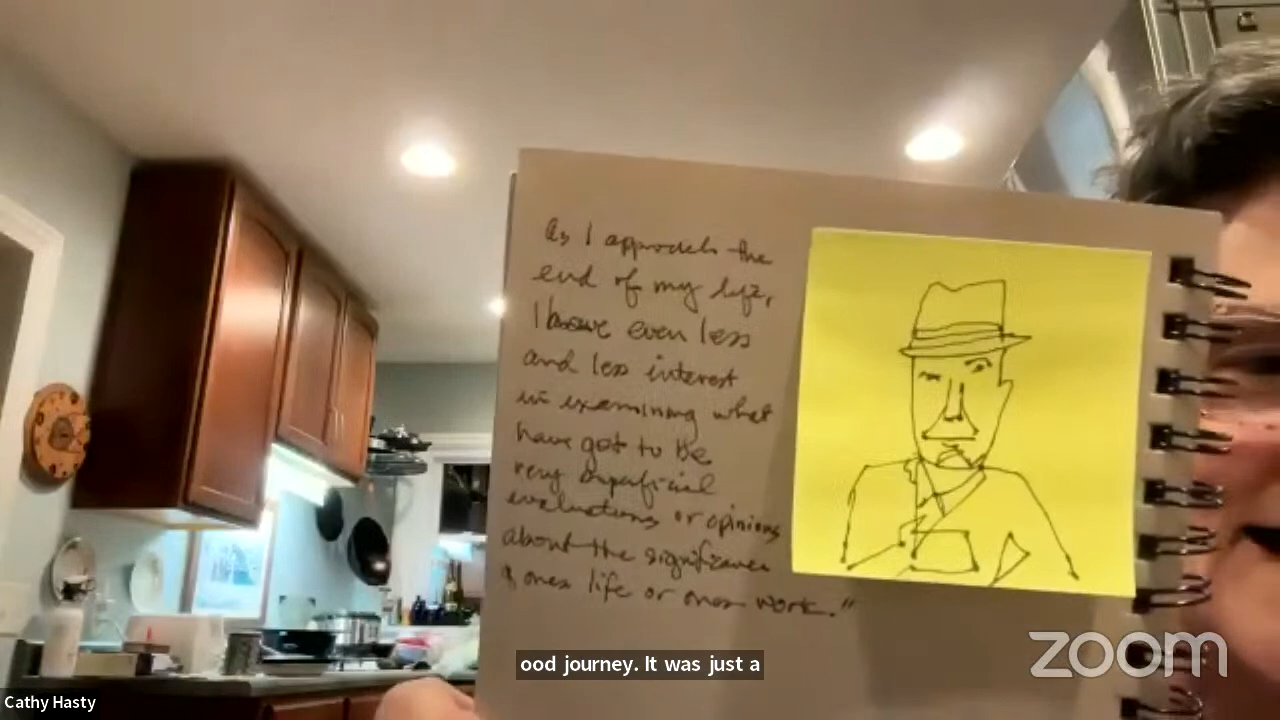 As I approach the
end of my life,
I have even less
and less interest
in examining what
have got to be
very superficial
evaluations or opinions
about the significance
of ones life or ones work."
ood journey. It was just a
zoom
Cathy Hasty